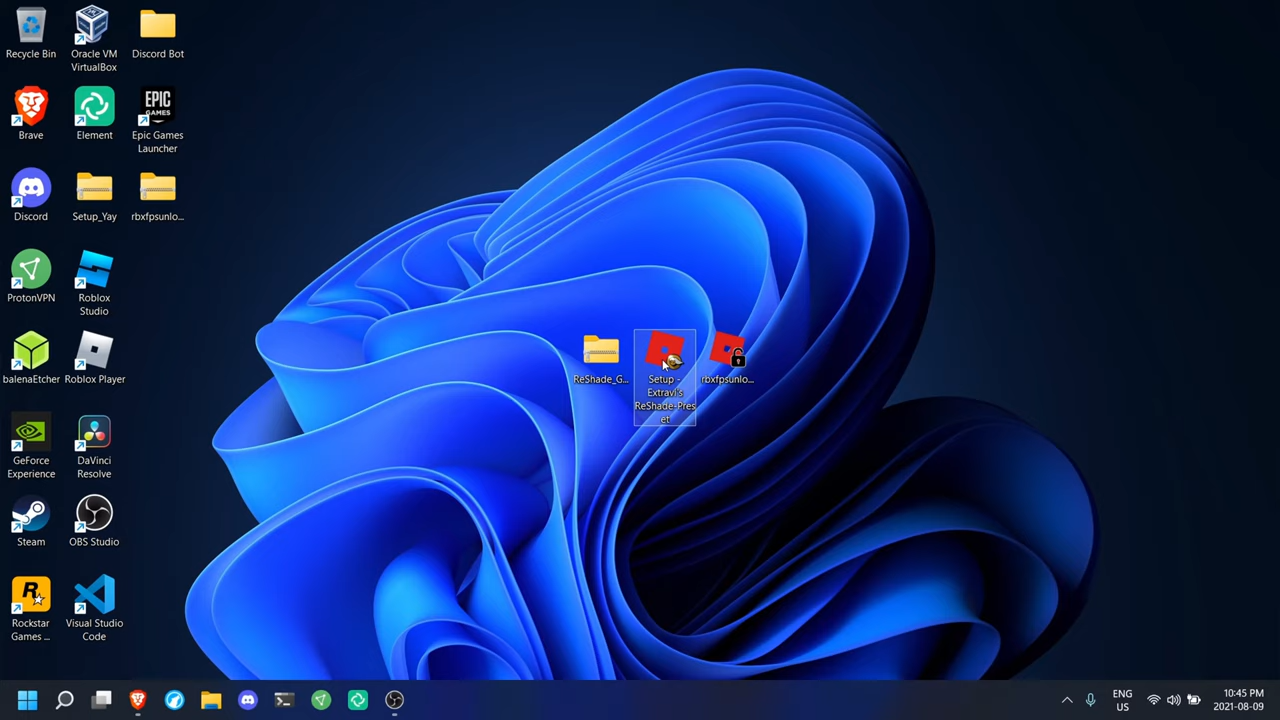 Recycle Bin
Oracle VM
VirtualBox
Discord Bot
Brave
Element
EPIC
GAMES
Epic Games
Launcher
Discord
Setup_Yay
rbxfpsunlo...
ProtonVPN
Roblox
Studio
balenaEtcher
Roblox Player
GeForce
Experience
DaVinci
Resolve
Steam
OBS Studio
R
Rockstar
Games ...
Visual Studio
Code
ReShade_G...
Setup -
Extravi's
ReShade-Pres
et
rbxfpsunlo...
ENG
US
10:45 PM
2021-08-09